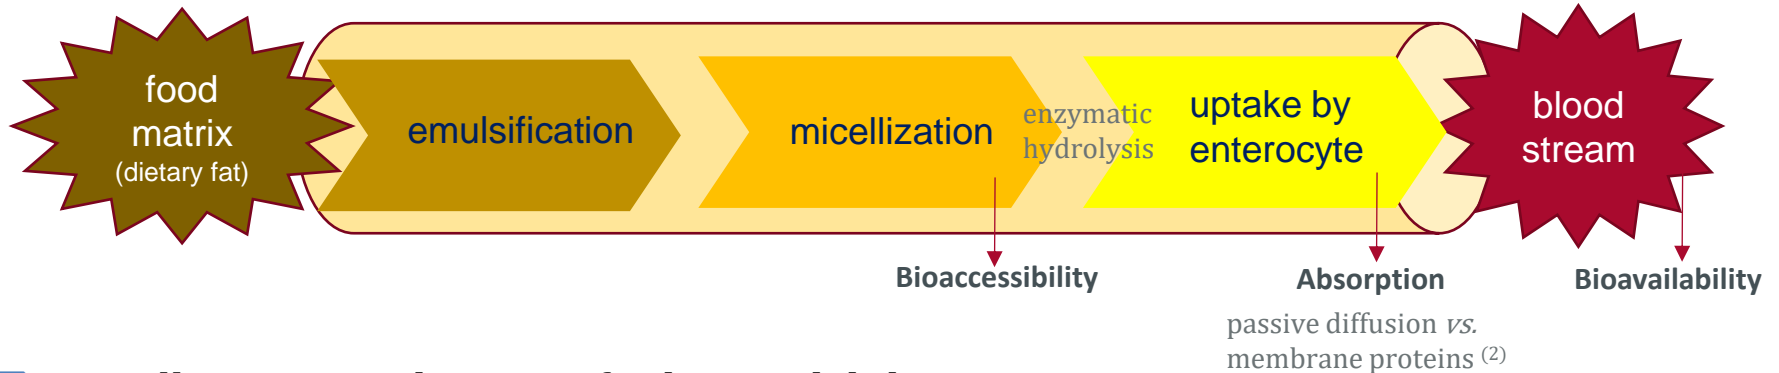 food
matrix
(dietary fat)
emulsification
micellization
enzymatic
hydrolysis
uptake by
enterocyte
blood
stream
Bioaccessibility
Absorption
Bioavailability
passive diffusion vs.
membrane proteins (2)